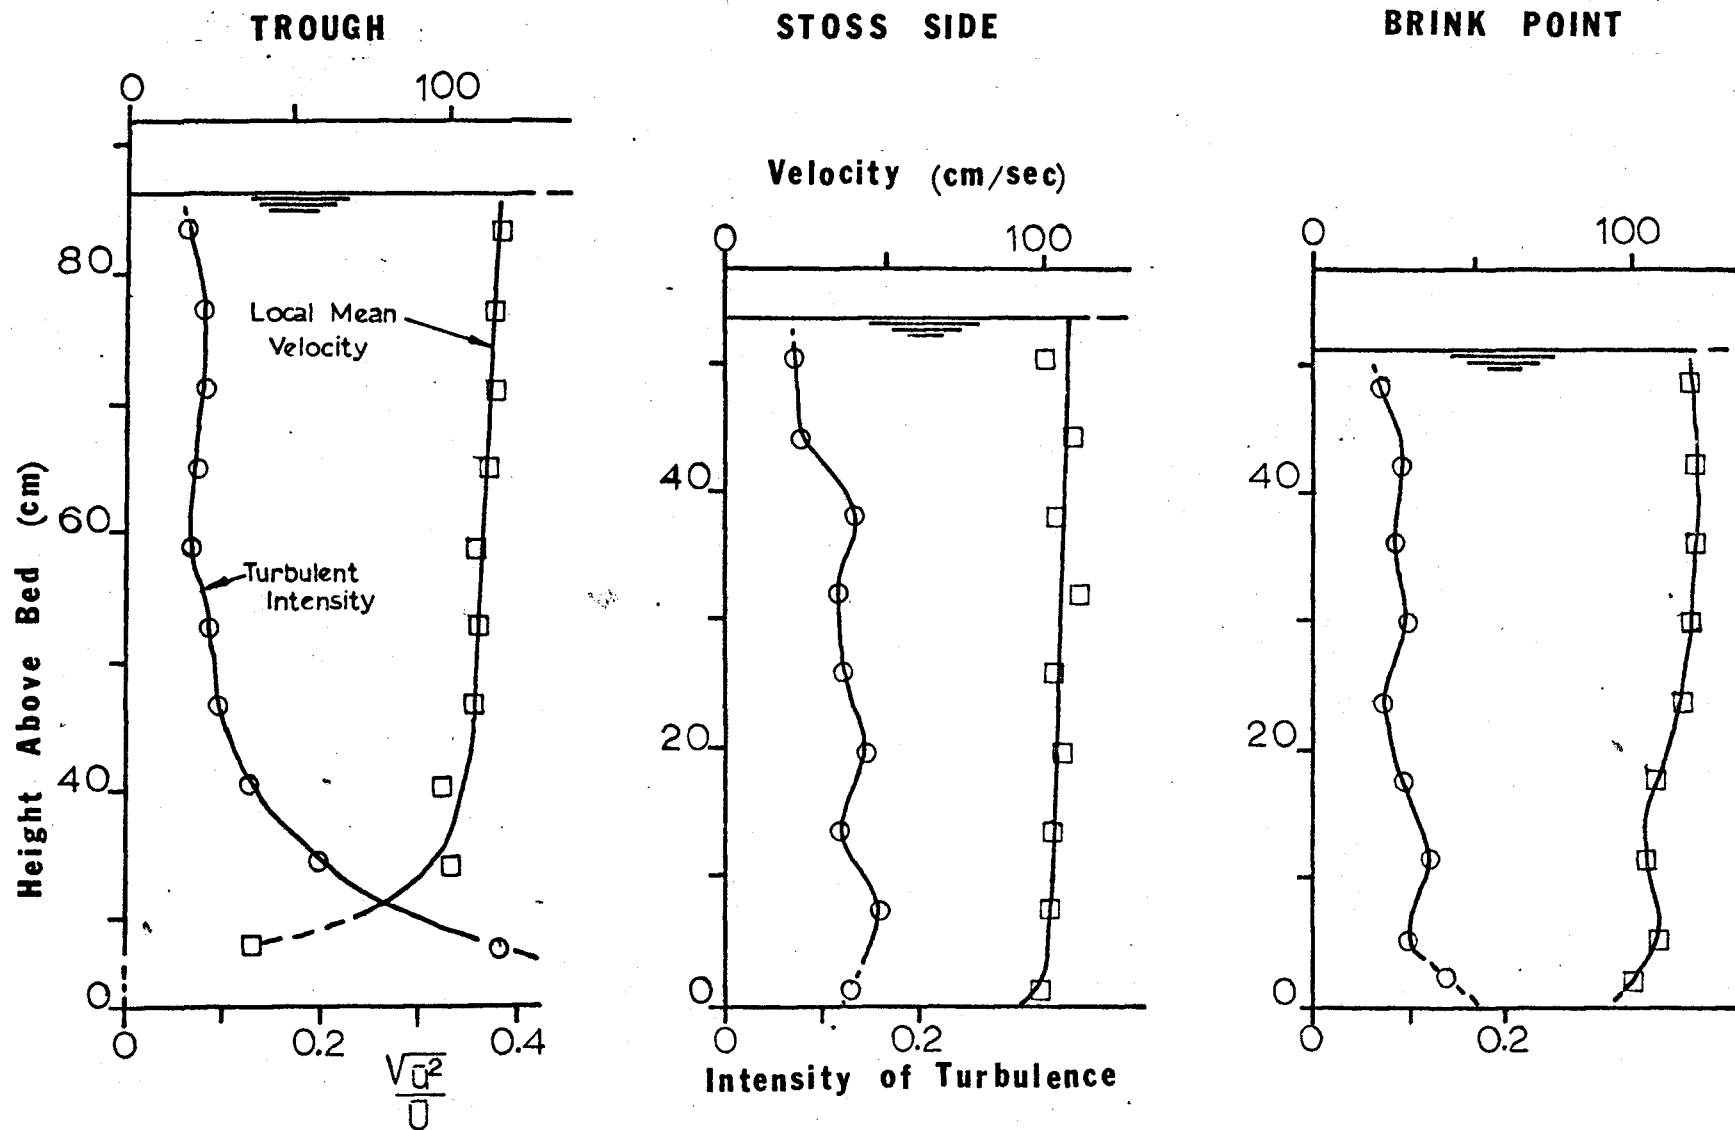 TROUGH
STOSS SIDE
BRINK POINT
0 100
Velocity (cm/sec)
0 100
0 100
80
60
40
0
Height Above Bed (cm)
Local Mean
Velocity
Turbulent
Intensity
40
20
0
40
20
0
0 0.2 0.4
0 0.2
0 0.2
√ū²
Ū
Intensity of Turbulence